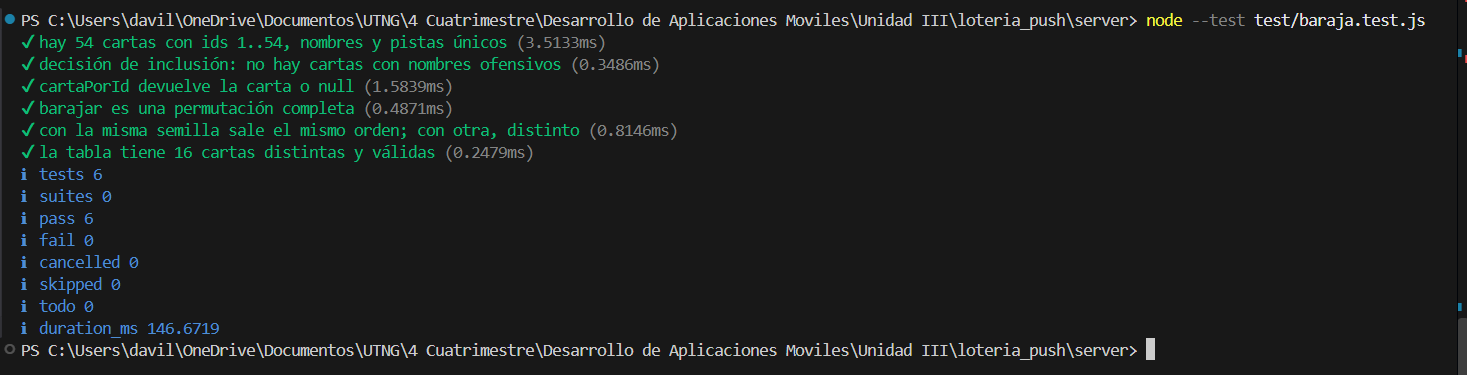 PS C:\Users\davil\OneDrive\Documentos\UTNG\4 Cuatrimestre\Desarrollo de Aplicaciones Moviles\Unidad III\loteria_push\server> node --test test/baraja.test.js
✔ hay 54 cartas con ids 1..54, nombres y pistas únicos (3.5133ms)
✔ decisión de inclusión: no hay cartas con nombres ofensivos (0.3486ms)
✔ cartaPorId devuelve la carta o null (1.5839ms)
✔ barajar es una permutación completa (0.4871ms)
✔ con la misma semilla sale el mismo orden; con otra, distinto (0.8146ms)
✔ la tabla tiene 16 cartas distintas y válidas (0.2479ms)
ℹ tests 6
ℹ suites 0
ℹ pass 6
ℹ fail 0
ℹ cancelled 0
ℹ skipped 0
ℹ todo 0
ℹ duration_ms 146.6719
PS C:\Users\davil\OneDrive\Documentos\UTNG\4 Cuatrimestre\Desarrollo de Aplicaciones Moviles\Unidad III\loteria_push\server>